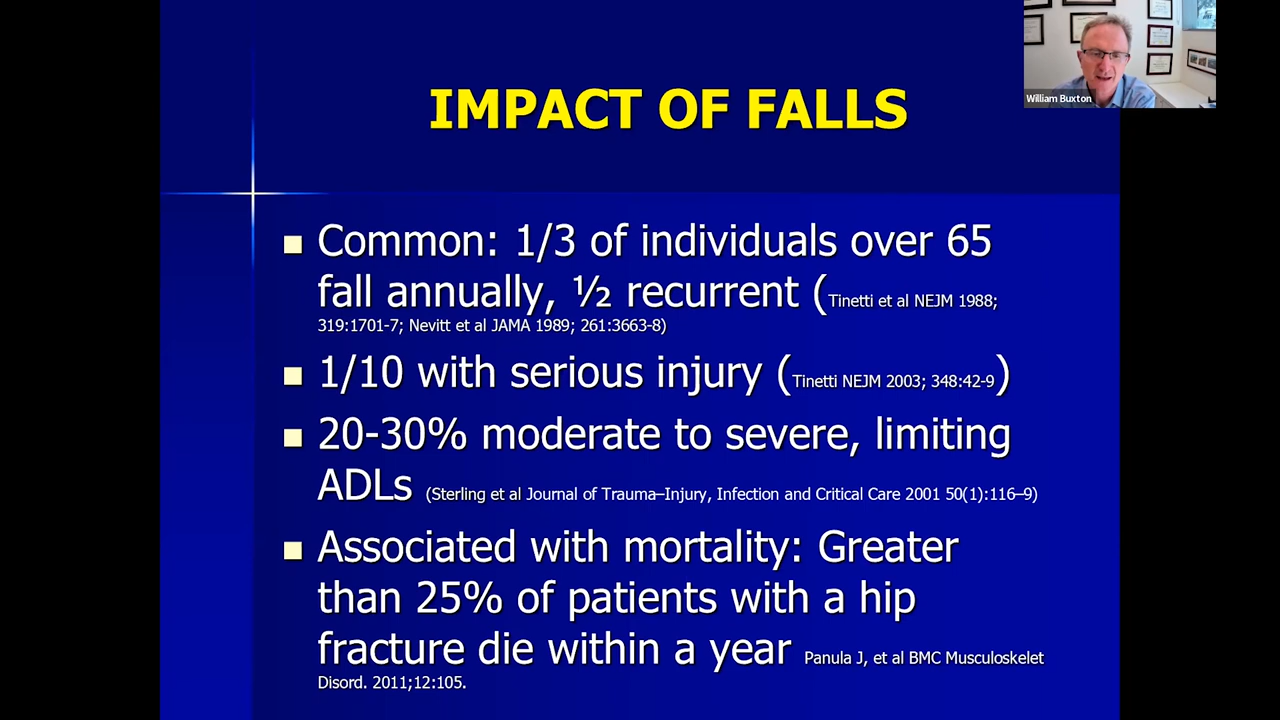 William Buxton
IMPACT OF FALLS
Common: 1/3 of individuals over 65
fall annually, ½ recurrent (Tinetti et al NEJM 1988;
319:1701-7; Nevitt et al JAMA 1989; 261:3663-8)
1/10 with serious injury (Tinetti NEJM 2003; 348:42-9)
20-30% moderate to severe, limiting
ADLs (Sterling et al Journal of Trauma–Injury, Infection and Critical Care 2001 50(1):116–9)
Associated with mortality: Greater
than 25% of patients with a hip
fracture die within a year Panula J, et al BMC Musculoskelet
Disord. 2011;12:105.